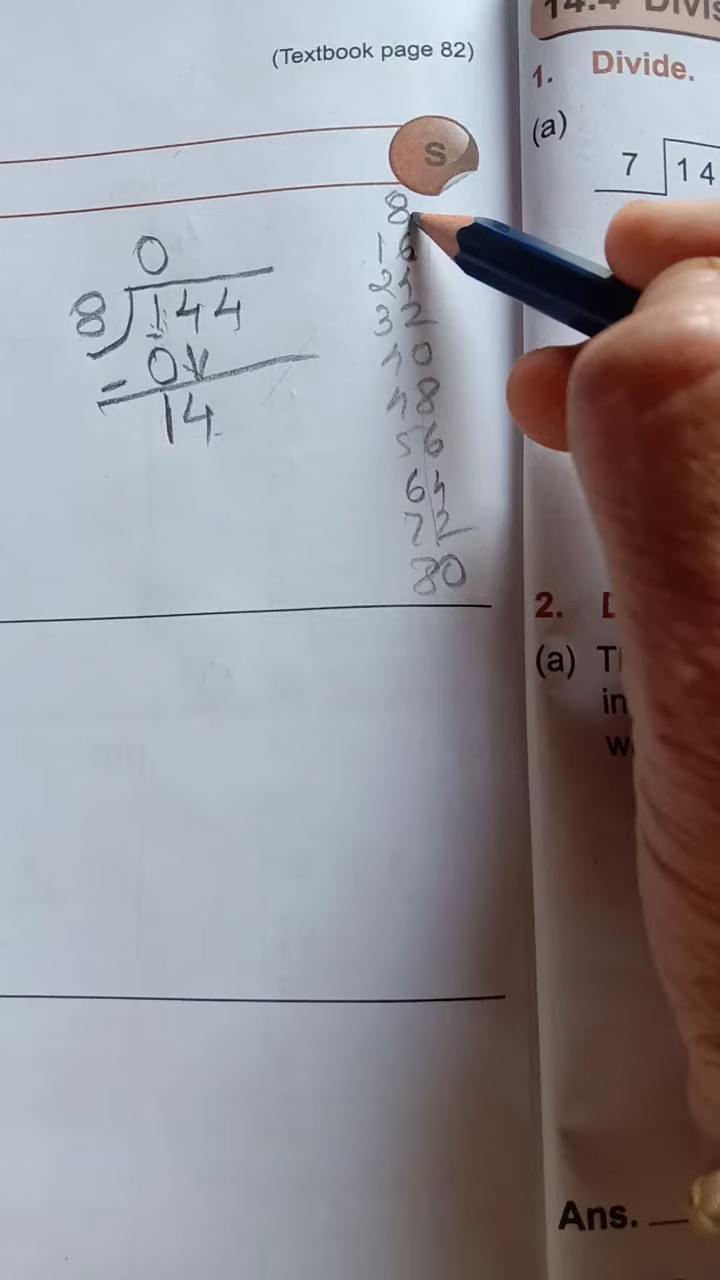 (Textbook page 82)
S
0
8 144
- 0
14
8
16
24
32
40
48
56
64
72
80
1. Divide.
(a)
7 14
2.
(a)
in
Ans.